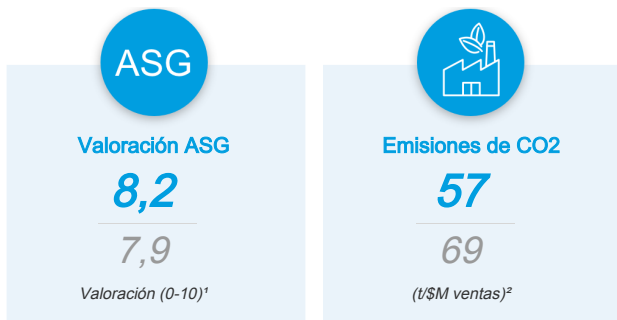 ASG
Valoración ASG
8,2
7,9
Valoración (0-10)¹
Emisiones de CO2
57
69
(t/$M ventas)²